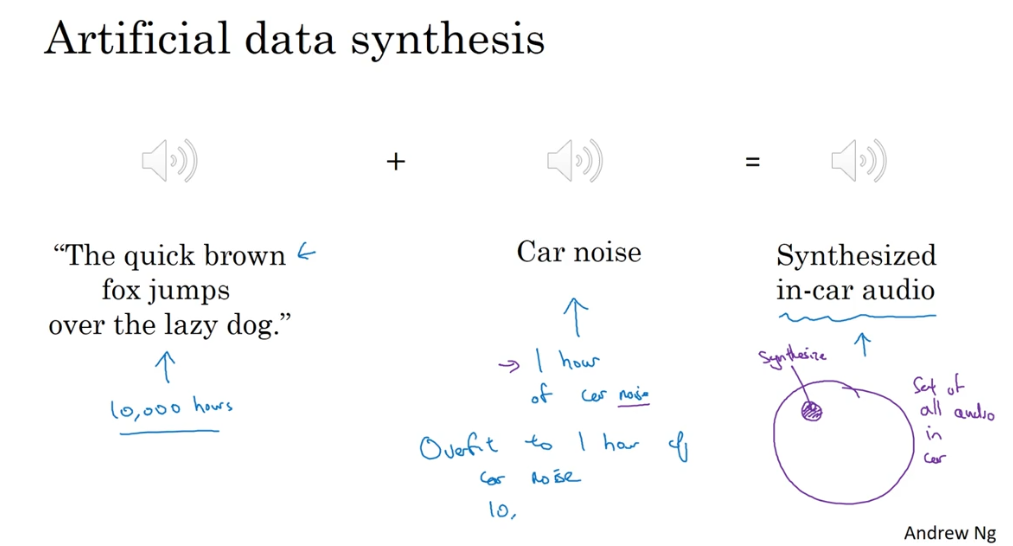 Artificial data synthesis
+
=
“The quick brown ←
fox jumps
over the lazy dog.”
10,000 hours
Car noise
→ 1 hour
of car noise
Overfit to 1 hour of
car noise
10,
Synthesized
in-car audio
Synthesize
Set of
all audio
in
car
Andrew Ng